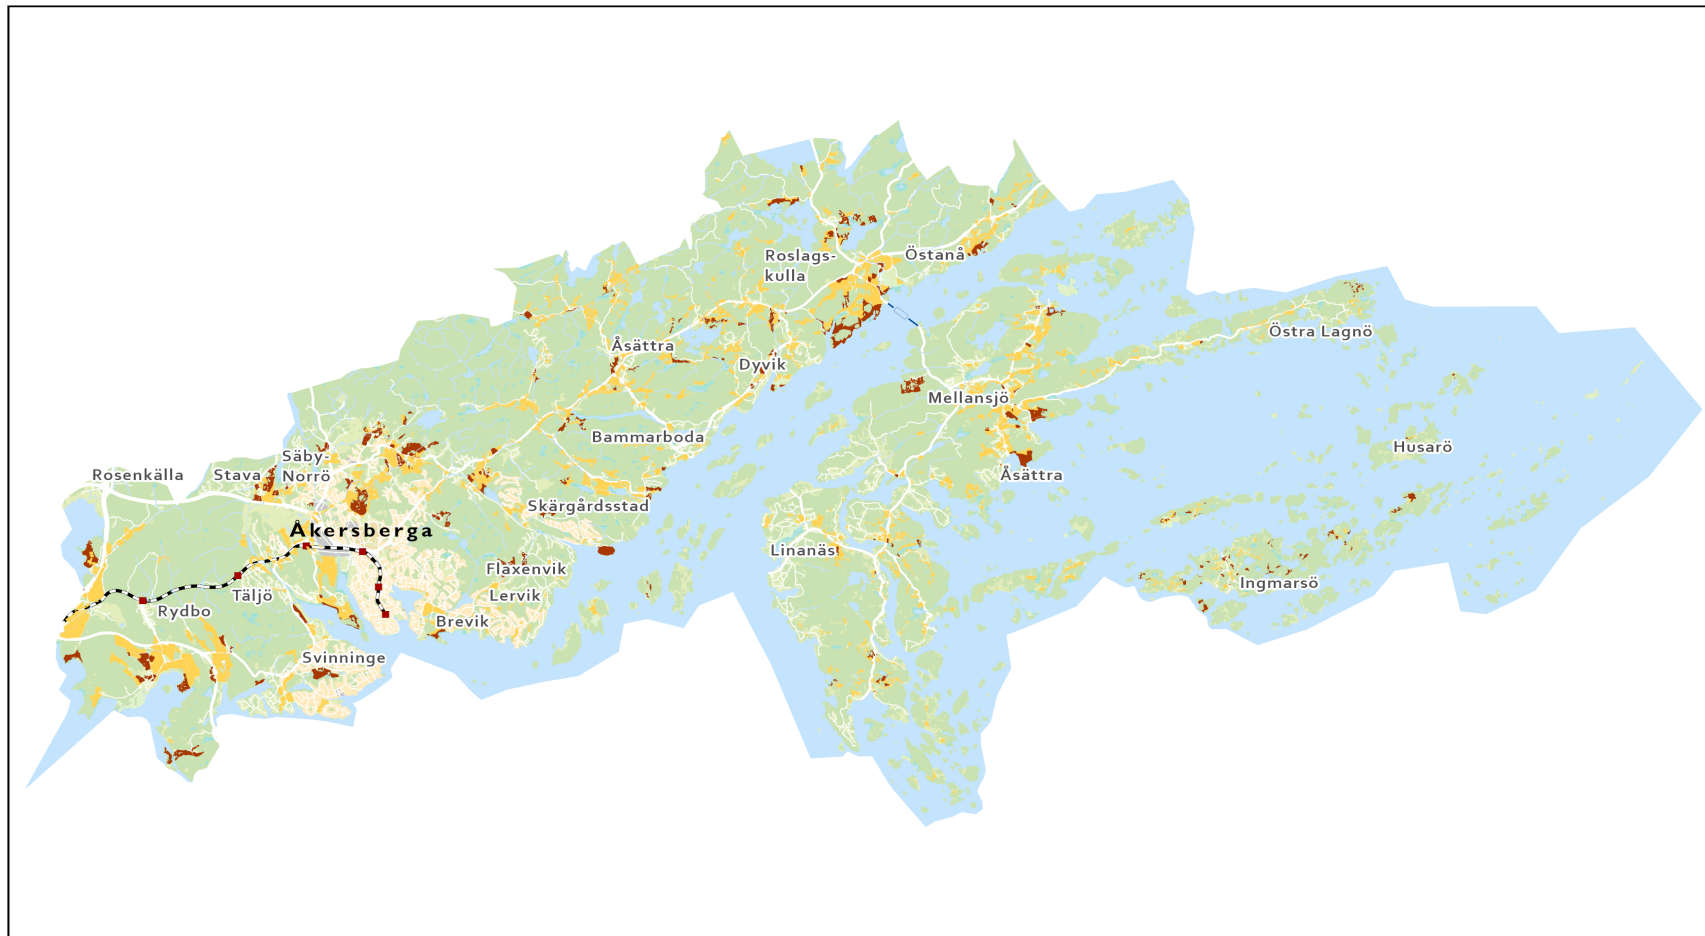 Roslags-
kulla
Östanå
Östra Lagnö
Åsättra
Dyvik
Mellansjö
Bammarboda
Husarö
Säby-
Norrö
Rosenkälla
Stava
Åsättra
Skärgårdsstad
Åkersberga
Linanäs
Flaxenvik
Ingmarsö
Täljö
Lervik
Rydbo
Brevik
Svinninge